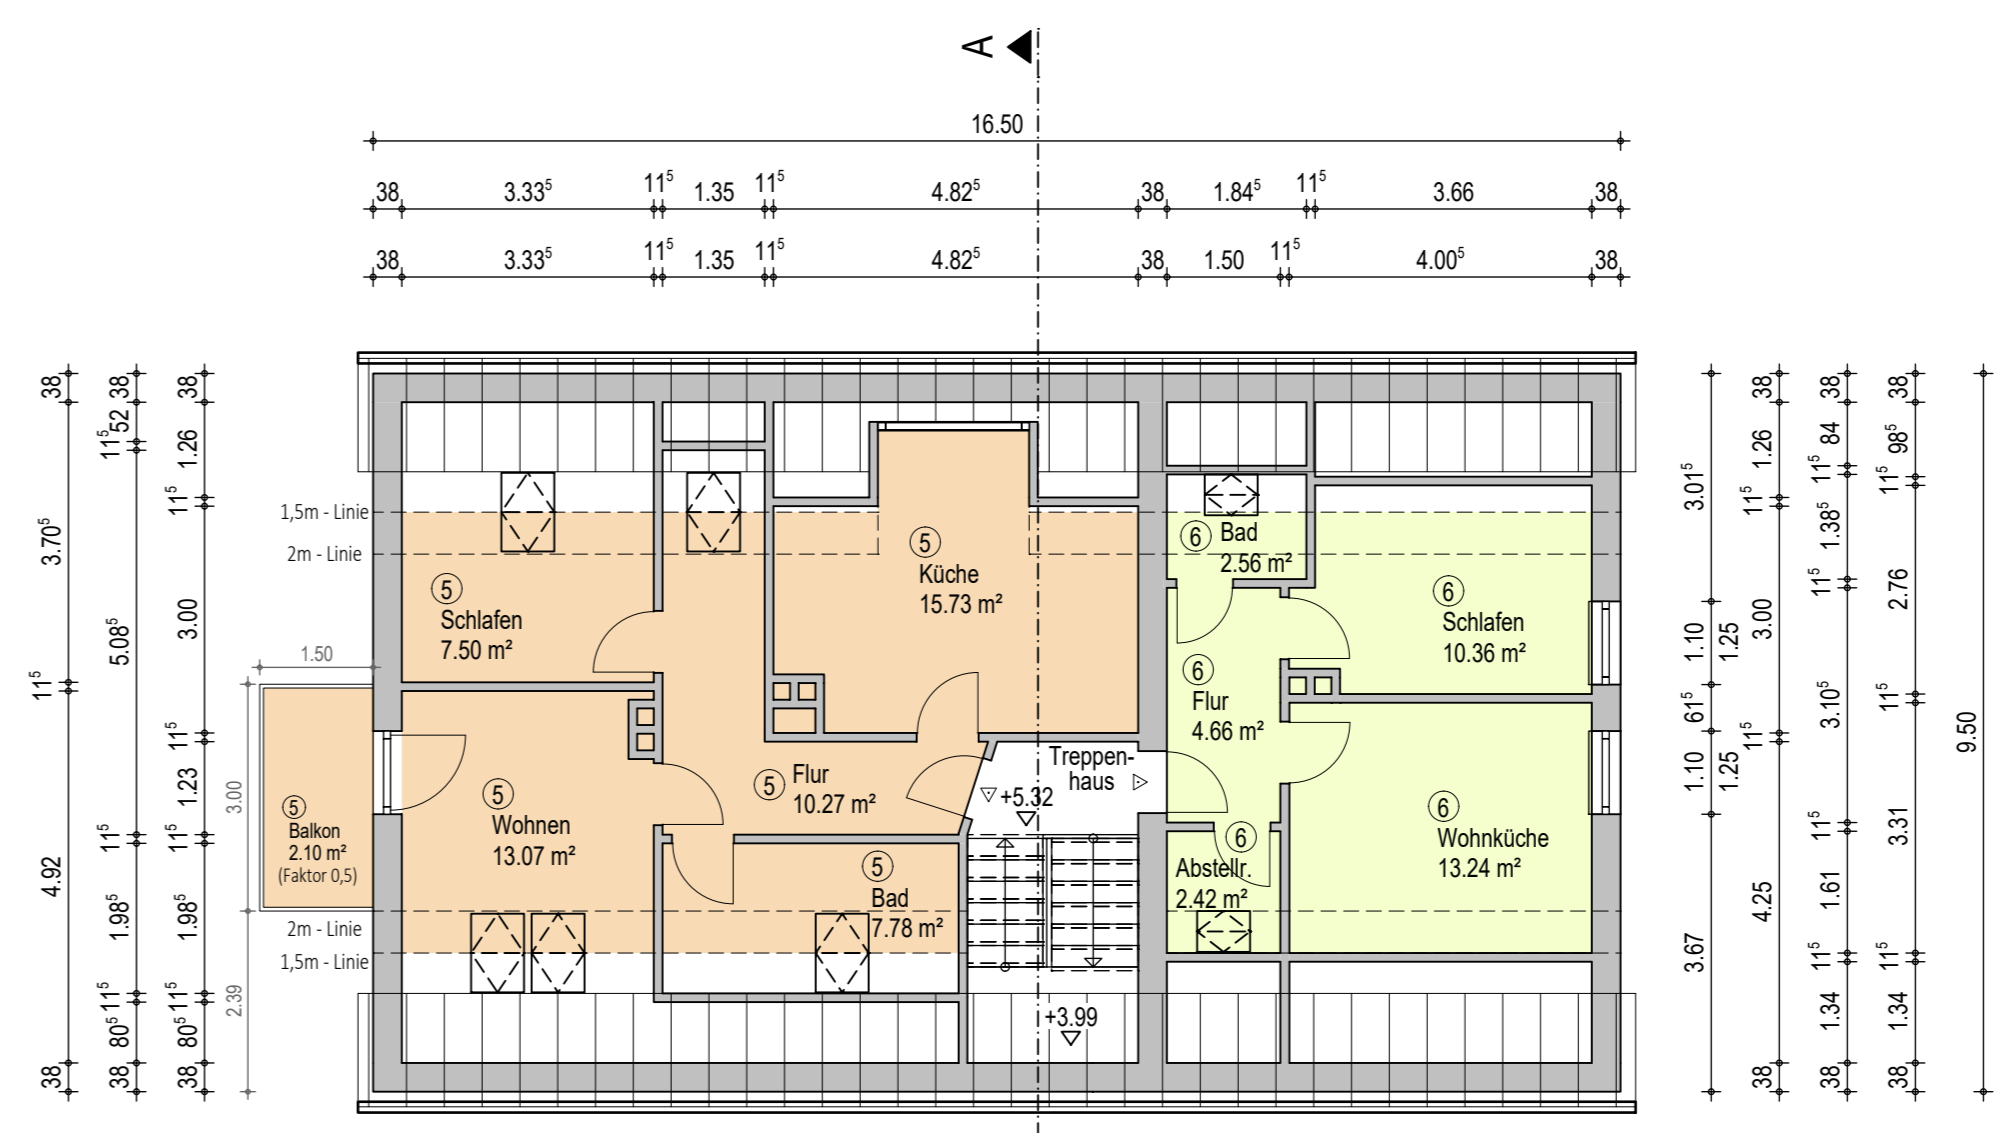 A
16.50
38 3.33⁵ 11⁵ 1.35 11⁵ 4.82⁵ 38 1.84⁵ 11⁵ 3.66 38
38 3.33⁵ 11⁵ 1.35 11⁵ 4.82⁵ 38 1.50 11⁵ 4.00⁵ 38
38 3.70⁵ 11⁵ 4.92 38
38 52 11⁵ 5.08⁵ 11⁵ 1.98⁵ 11⁵ 80⁵ 38
38 1.26 11⁵ 3.00 11⁵ 1.23 11⁵ 1.98⁵ 11⁵ 80⁵ 38
1.50
3.00
2.39
1,5m - Linie
2m - Linie
5
Schlafen
7.50 m²
5
Küche
15.73 m²
6
Bad
2.56 m²
6
Schlafen
10.36 m²
6
Flur
4.66 m²
5
Balkon
2.10 m²
(Faktor 0,5)
5
Wohnen
13.07 m²
5
Flur
10.27 m²
Treppen-
haus
+5.32
5
Bad
7.78 m²
6
Abstellr.
2.42 m²
6
Wohnküche
13.24 m²
2m - Linie
1,5m - Linie
+3.99
3.01⁵ 1.10 61⁵ 1.10 3.67
1.25 1.25
38 1.26 11⁵ 3.00 11⁵ 4.25 38
38 84 11⁵ 1.38⁵ 11⁵ 3.10⁵ 11⁵ 1.61 11⁵ 1.34 38
38 98⁵ 11⁵ 2.76 11⁵ 3.31 11⁵ 1.34 38
9.50